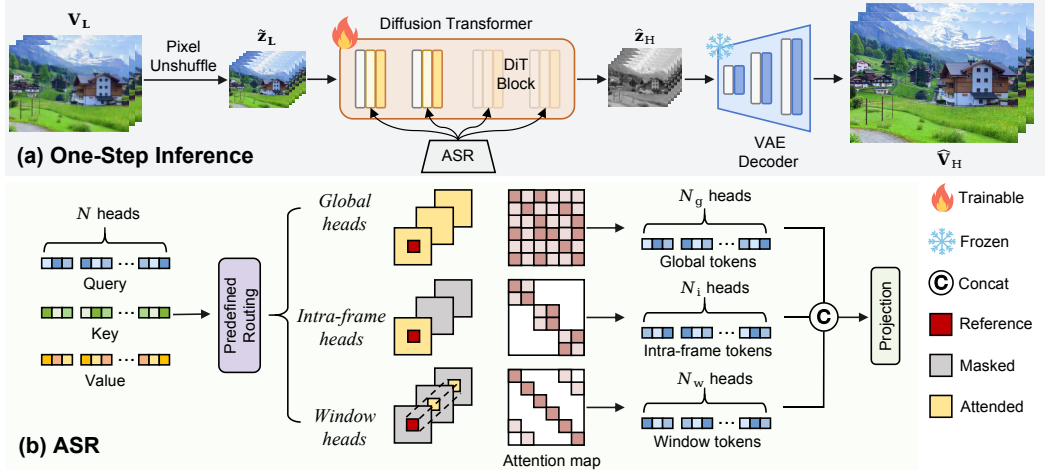 V_L
Pixel
Unshuffle
z̃_L
Diffusion Transformer
DiT
Block
ASR
ẑ_H
VAE
Decoder
V̂_H
(a) One-Step Inference
N heads
Query
Key
Value
Predefined
Routing
Global
heads
Intra-frame
heads
Window
heads
Attention map
N_g heads
Global tokens
N_i heads
Intra-frame tokens
N_w heads
Window tokens
C
Projection
(b) ASR
Trainable
Frozen
C Concat
Reference
Masked
Attended